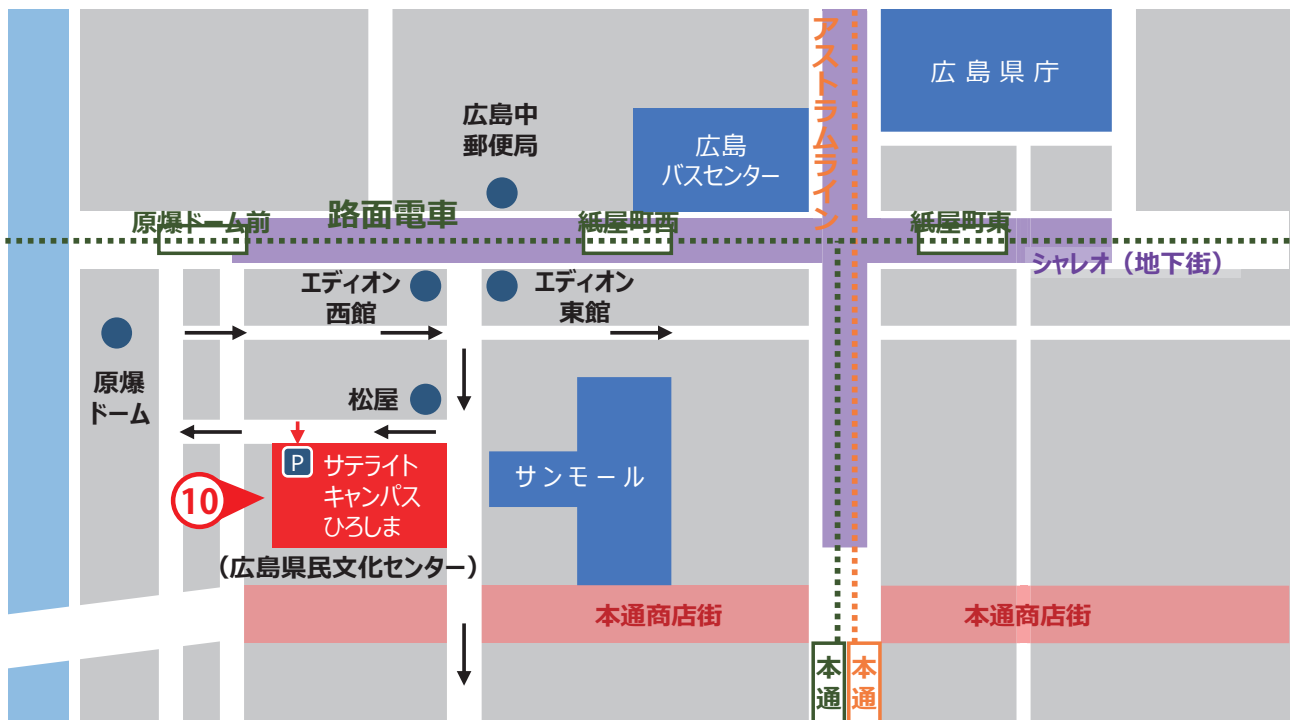 アストラムライン
広島県庁
広島中
郵便局
広島
バスセンター
原爆ドーム前
路面電車
紙屋町西
紙屋町東
シャレオ（地下街）
エディオン
西館
エディオン
東館
原爆
ドーム
松屋
P
サテライト
キャンパス
ひろしま
10
サンモール
（広島県民文化センター）
本通商店街
本通商店街
本通
本通